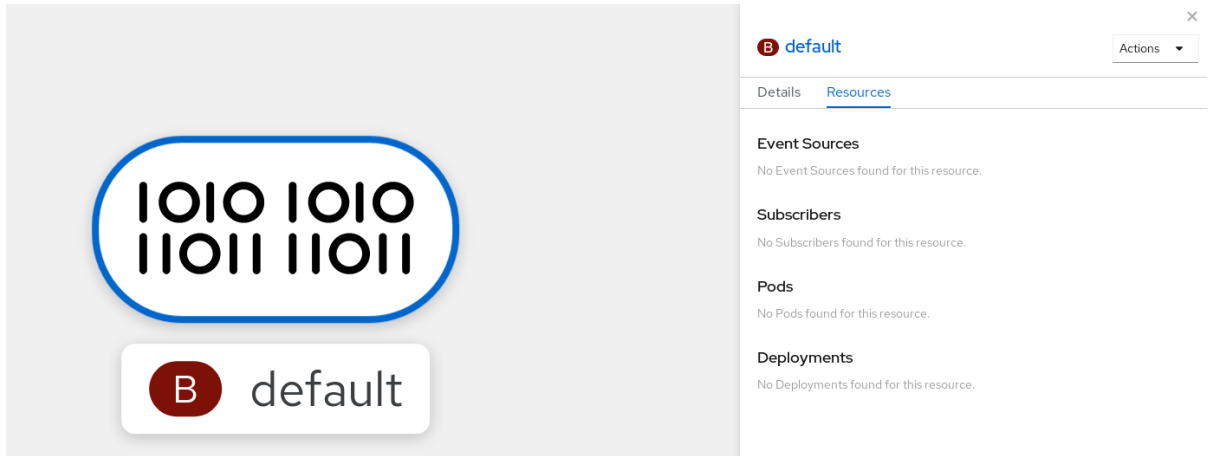 1010 1010
11011 11011
B default
B default
Actions
Details Resources
Event Sources
No Event Sources found for this resource.
Subscribers
No Subscribers found for this resource.
Pods
No Pods found for this resource.
Deployments
No Deployments found for this resource.